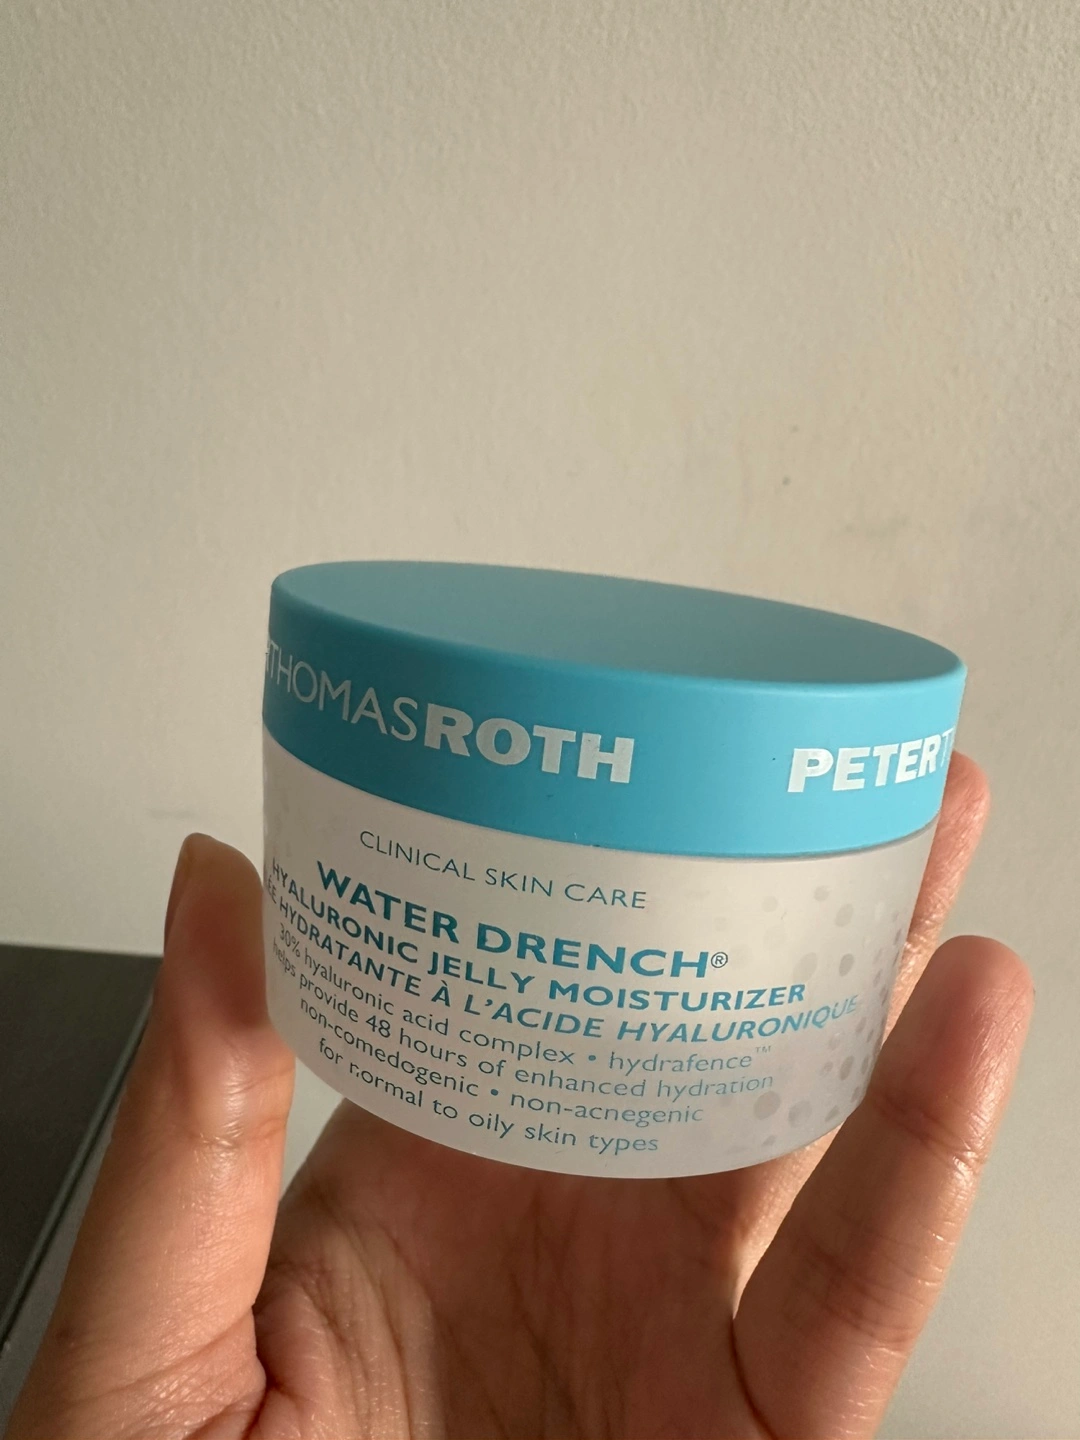 THOMASROTH
PETER
CLINICAL SKIN CARE
WATER DRENCH®
HYALURONIC JELLY MOISTURIZER
HYDRATANTE À L'ACIDE HYALURONIQUE
30% hyaluronic acid complex • hydrafence™
helps provide 48 hours of enhanced hydration
non-comedogenic • non-acnegenic
for normal to oily skin types